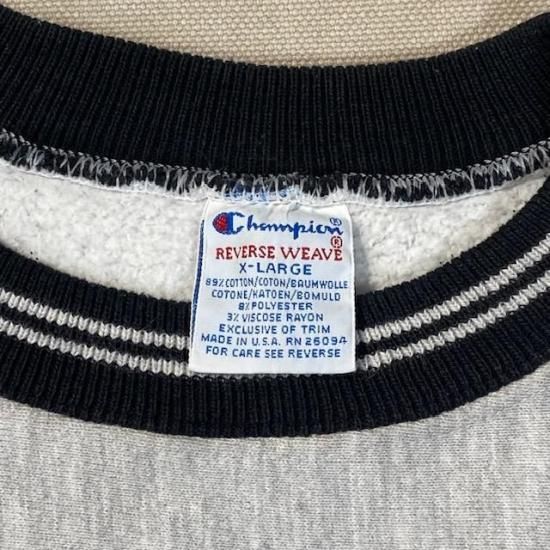 Champion®
REVERSE WEAVE®
X-LARGE
89% COTTON/COTON/BAUMWOLLE
COTONE/KATOEN/BOMULD
8% POLYESTER
3% VISCOSE RAYON
EXCLUSIVE OF TRIM
MADE IN U.S.A. RN 26094
FOR CARE SEE REVERSE